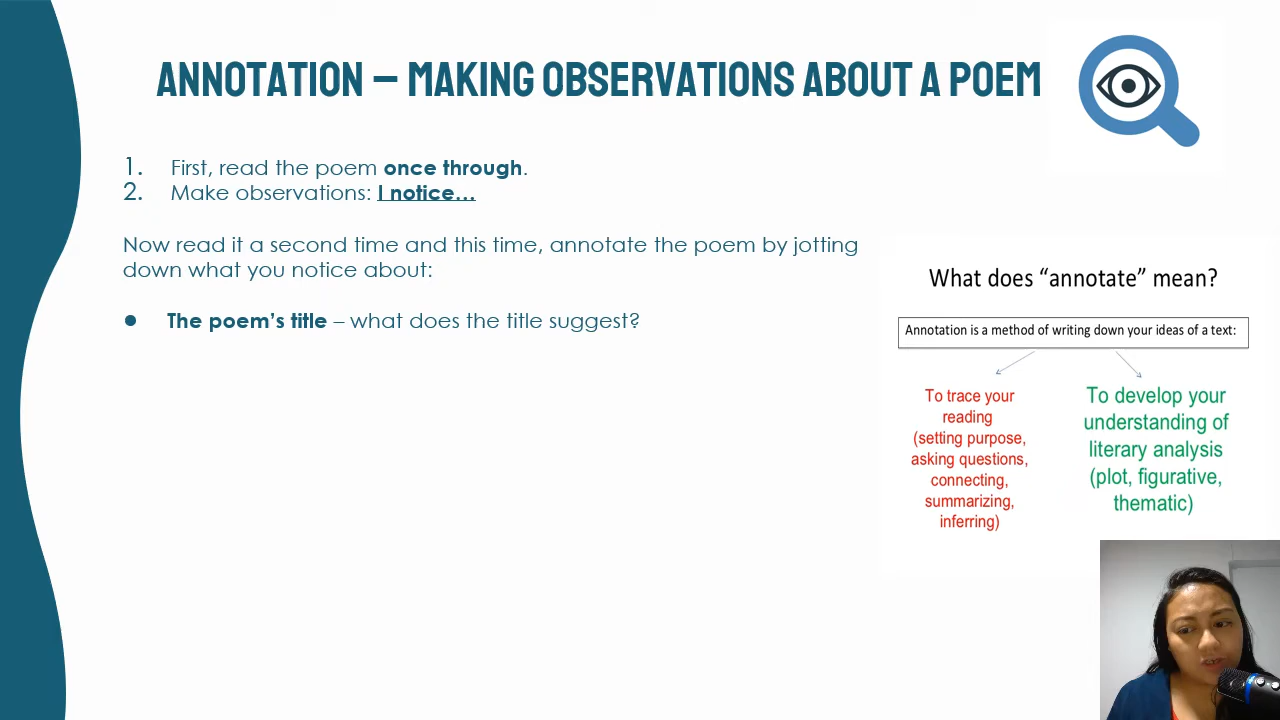 ANNOTATION – MAKING OBSERVATIONS ABOUT A POEM
1. First, read the poem once through.
2. Make observations: I notice...
Now read it a second time and this time, annotate the poem by jotting
down what you notice about:
● The poem's title – what does the title suggest?
What does “annotate” mean?
Annotation is a method of writing down your ideas of a text:
To trace your
reading
(setting purpose,
asking questions,
connecting,
summarizing,
inferring)
To develop your
understanding of
literary analysis
(plot, figurative,
thematic)